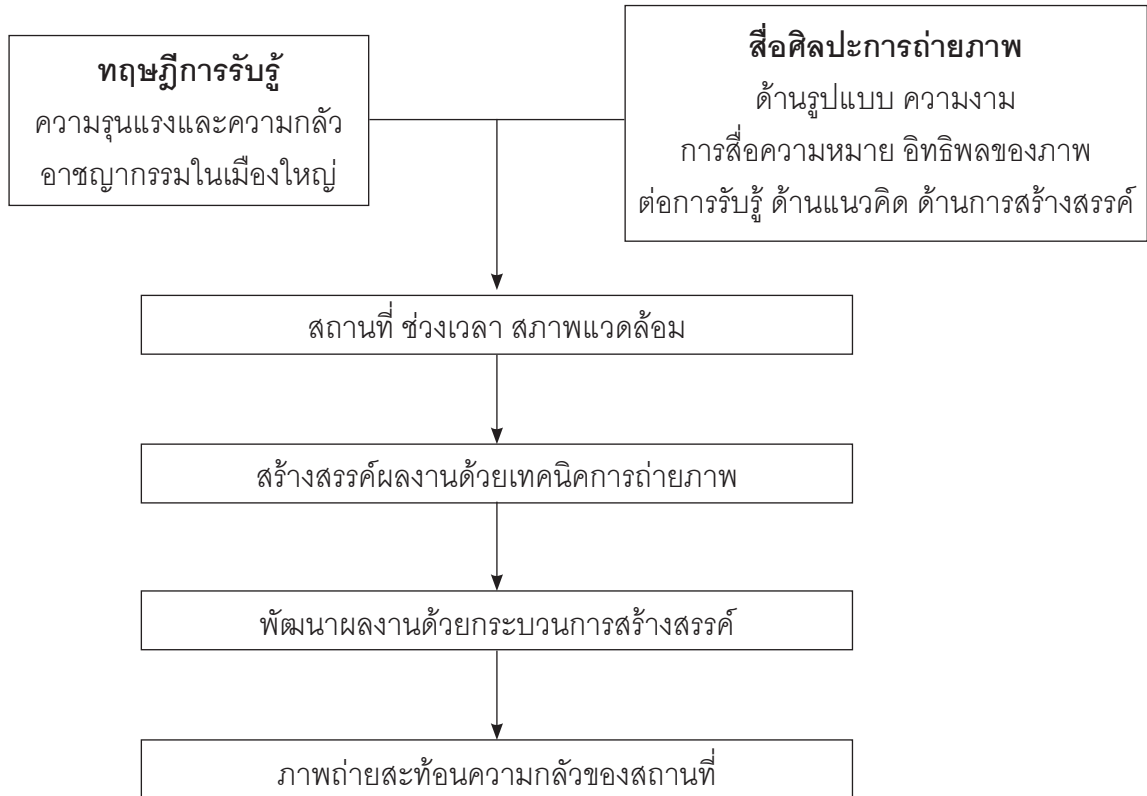 ทฤษฎีการรับรู้
ความรุนแรงและความกลัว
อาชญากรรมในเมืองใหญ่
สื่อศิลปะการถ่ายภาพ
ด้านรูปแบบ ความงาม
การสื่อความหมาย อิทธิพลของภาพ
ต่อการรับรู้ ด้านแนวคิด ด้านการสร้างสรรค์
สถานที่ ช่วงเวลา สภาพแวดล้อม
สร้างสรรค์ผลงานด้วยเทคนิคการถ่ายภาพ
พัฒนาผลงานด้วยกระบวนการสร้างสรรค์
ภาพถ่ายสะท้อนความกลัวของสถานที่